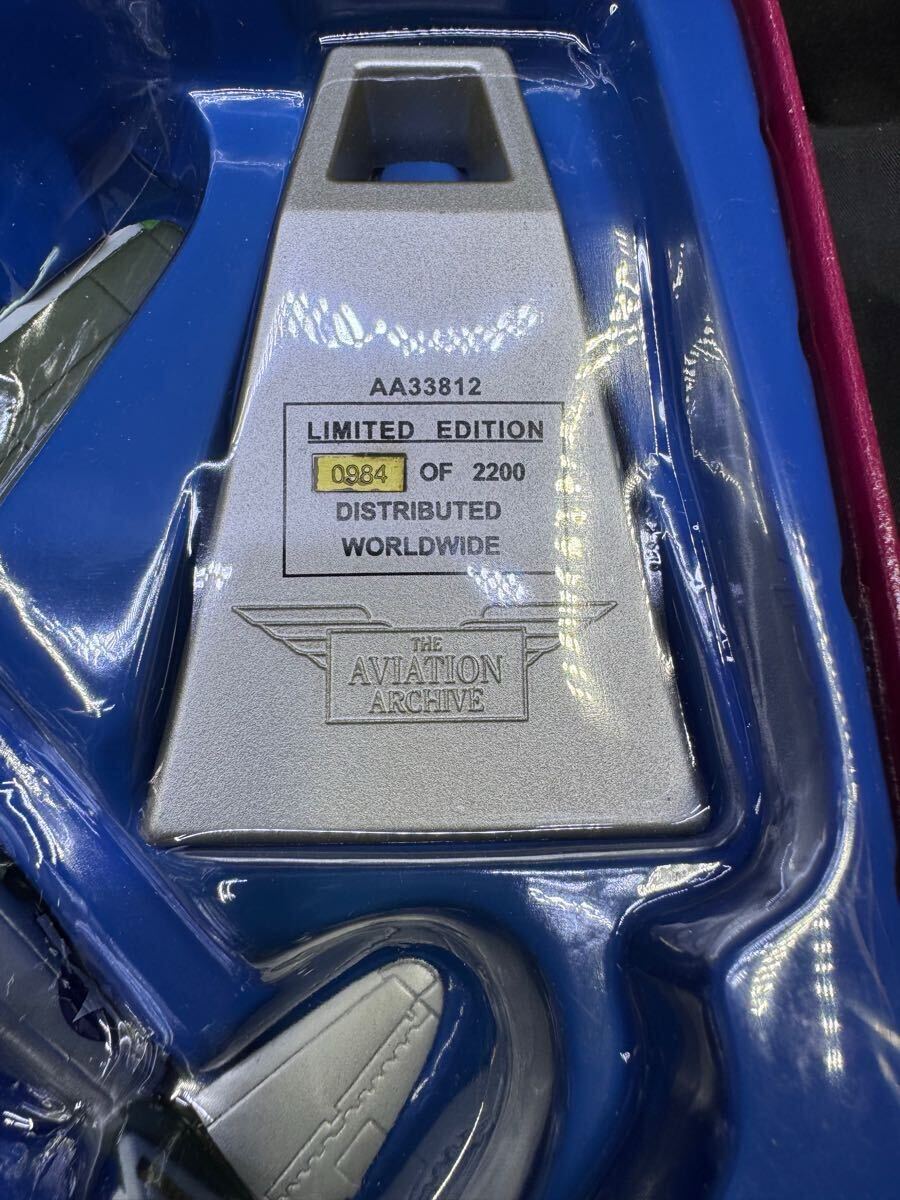 AA33812
LIMITED EDITION
0984 OF 2200
DISTRIBUTED
WORLDWIDE
THE
AVIATION
ARCHIVE